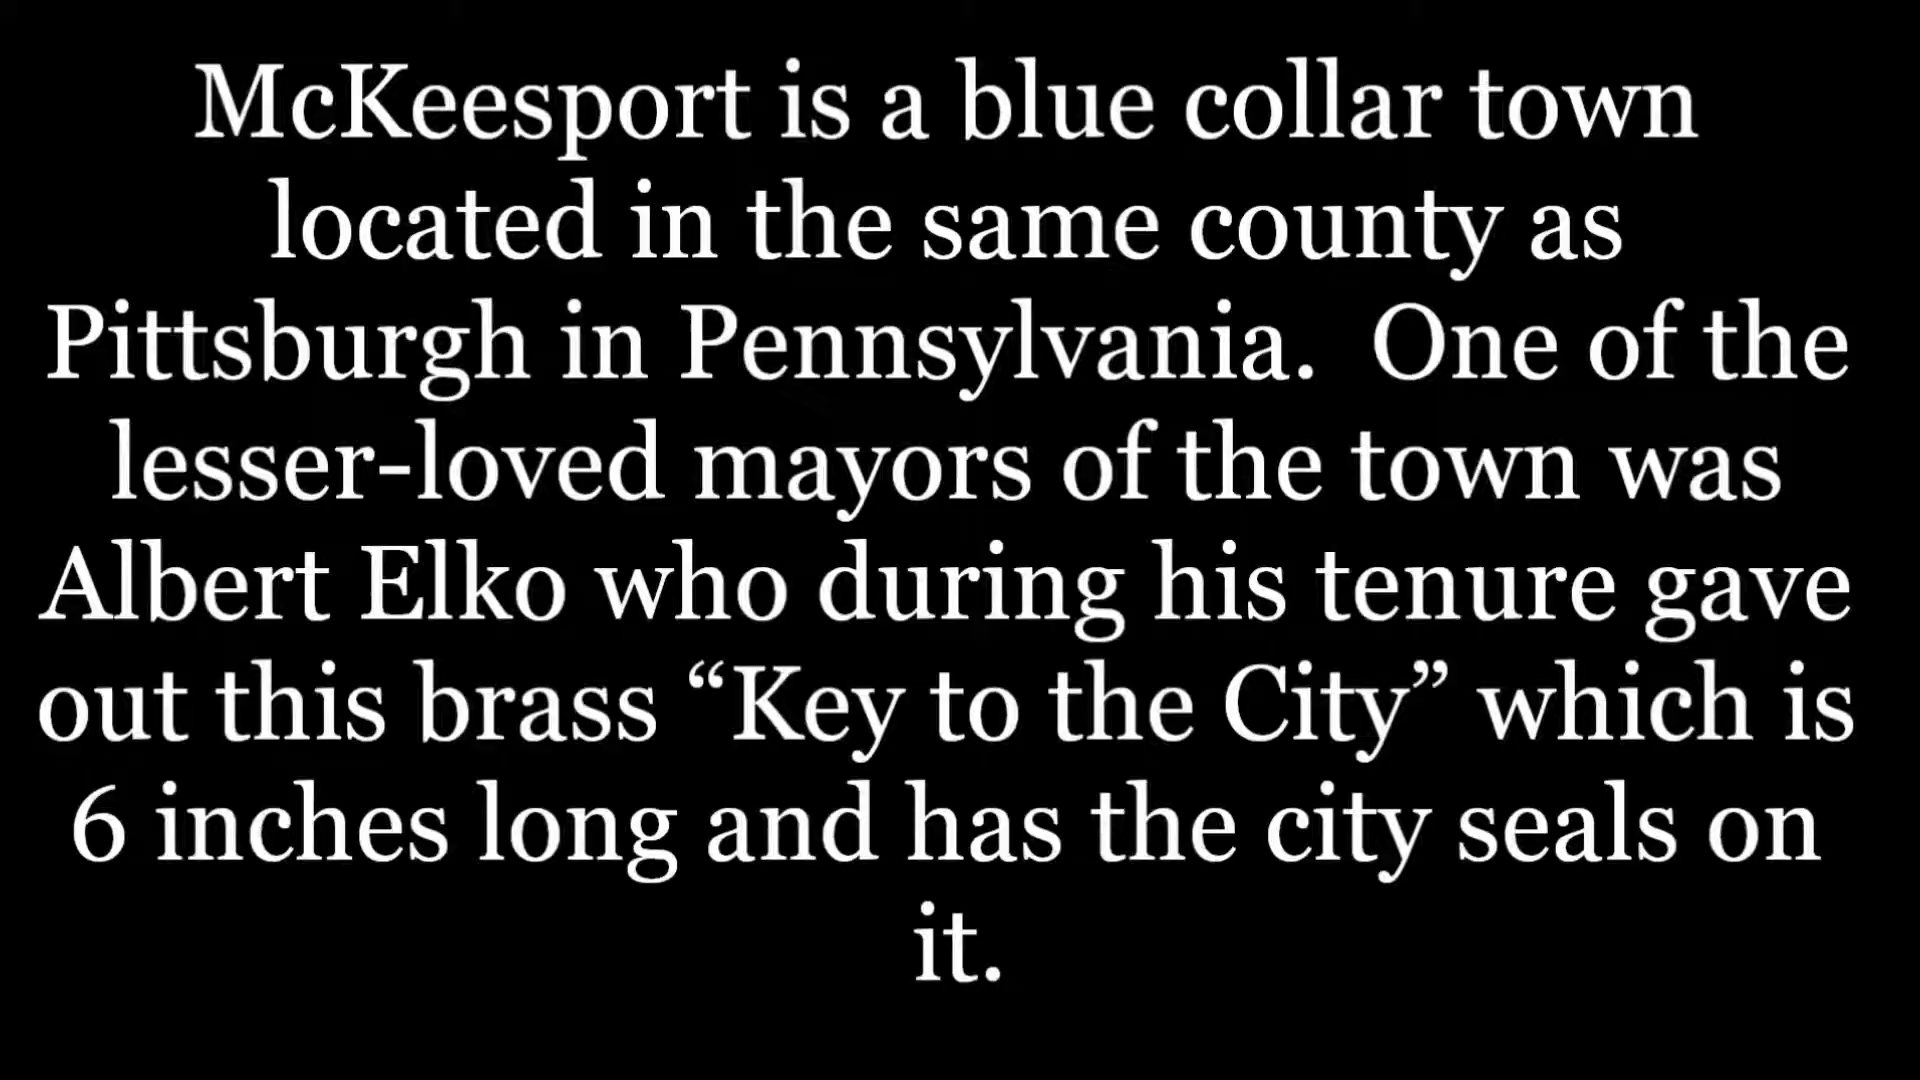 McKeesport is a blue collar town
located in the same county as
Pittsburgh in Pennsylvania.  One of the
lesser-loved mayors of the town was
Albert Elko who during his tenure gave
out this brass “Key to the City” which is
6 inches long and has the city seals on
it.